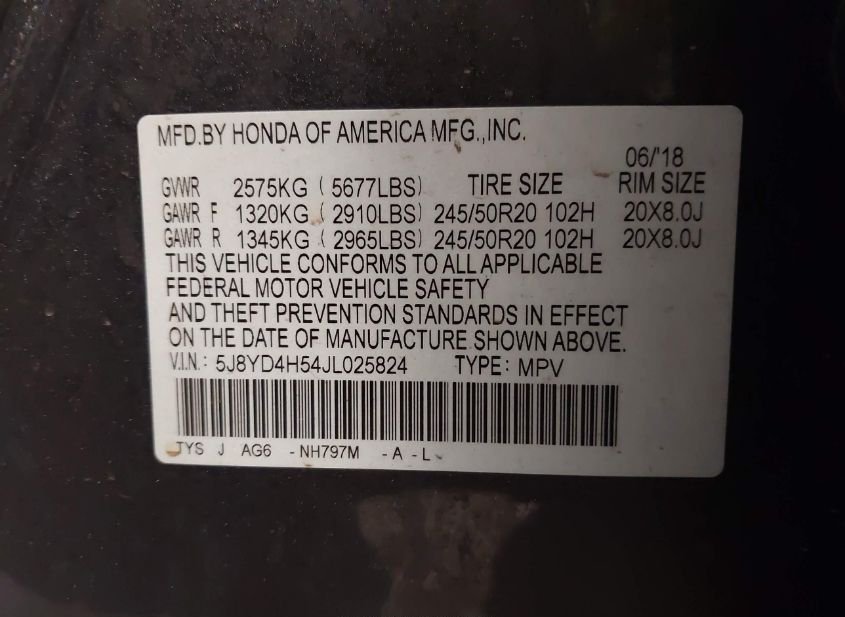 MFD.BY HONDA OF AMERICA MFG.,INC.
06/'18
GVWR 2575KG ( 5677LBS) TIRE SIZE RIM SIZE
GAWR F 1320KG ( 2910LBS) 245/50R20 102H 20X8.0J
GAWR R 1345KG ( 2965LBS) 245/50R20 102H 20X8.0J
THIS VEHICLE CONFORMS TO ALL APPLICABLE
FEDERAL MOTOR VEHICLE SAFETY
AND THEFT PREVENTION STANDARDS IN EFFECT
ON THE DATE OF MANUFACTURE SHOWN ABOVE.
V.I.N.: 5J8YD4H54JL025824 TYPE: MPV
TYS J AG6 -NH797M -A -L-